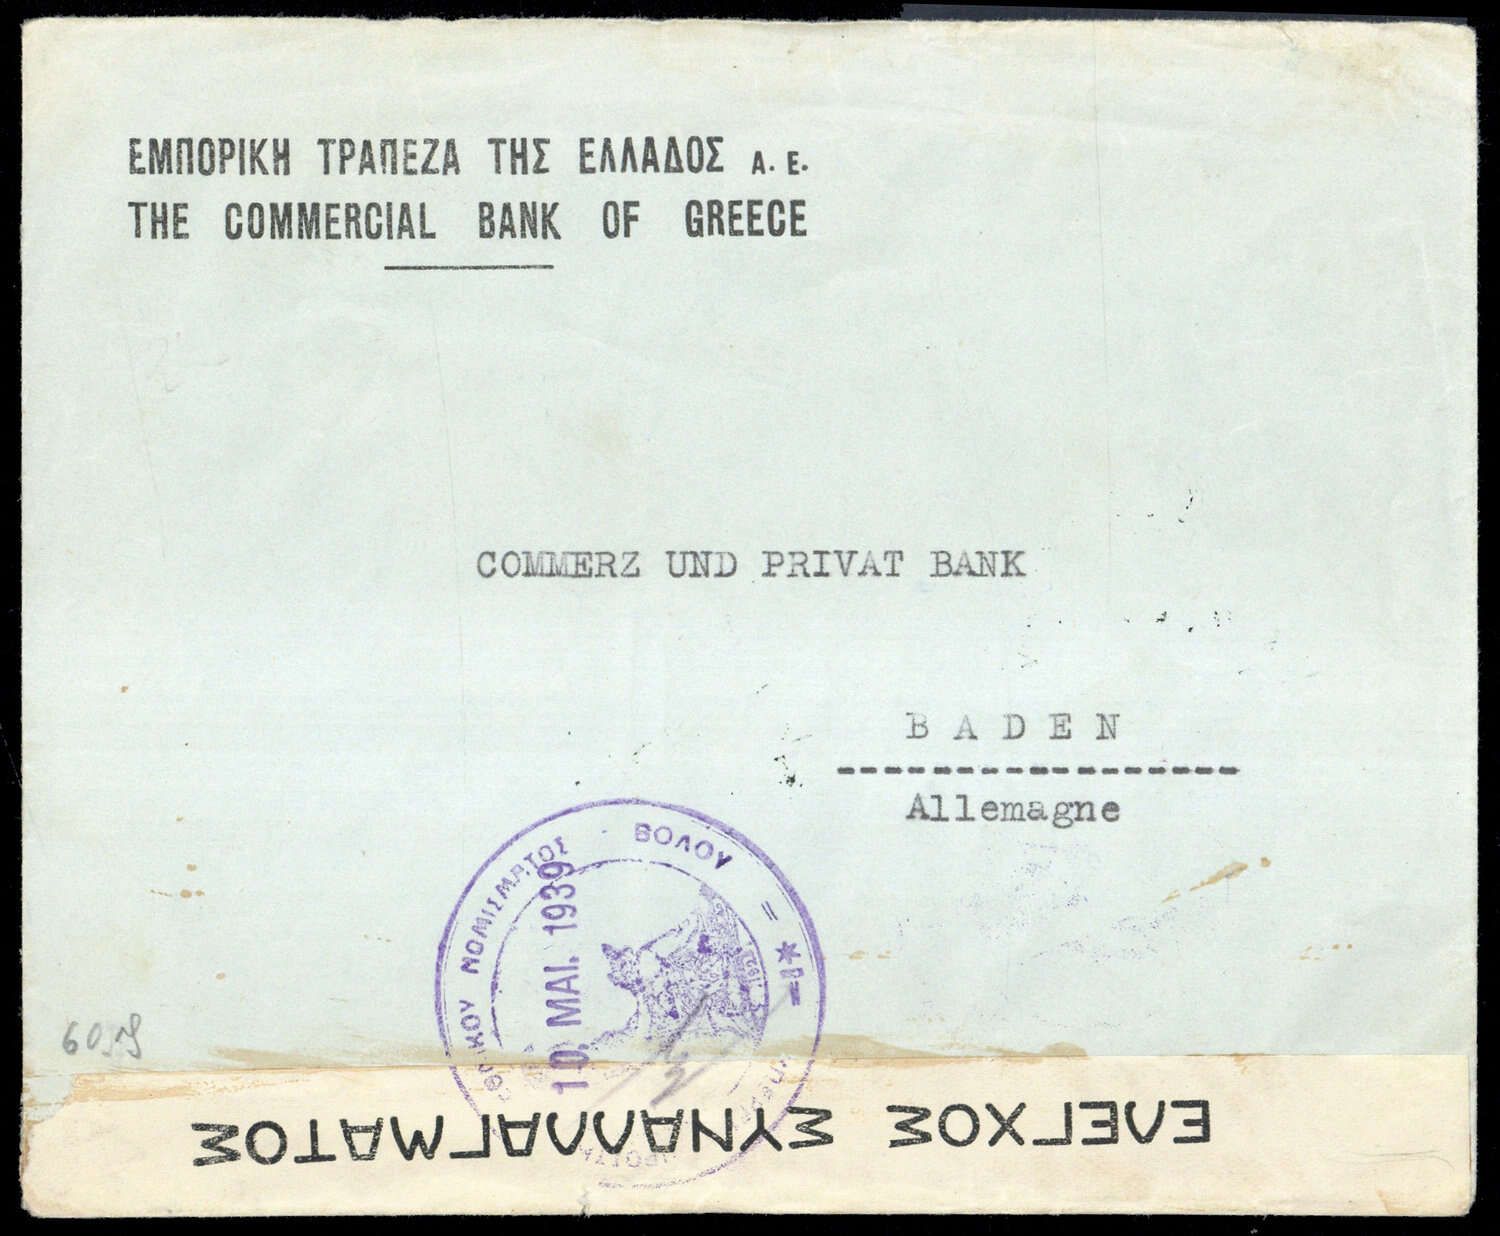 ΕΜΠΟΡΙΚΗ ΤΡΑΠΕΖΑ ΤΗΣ ΕΛΛΑΔΟΣ Α. Ε.
THE COMMERCIAL BANK OF GREECE
COMMERZ UND PRIVAT BANK
BADEN
Allemagne
ΝΟΜΙΣΜΑΤΟΣ ΒΟΛΟΥ
10 ΜΑΙ. 1939
ΕΛΕΓΧΟΣ ΣΥΝΑΛΛΑΓΜΑΤΟΣ